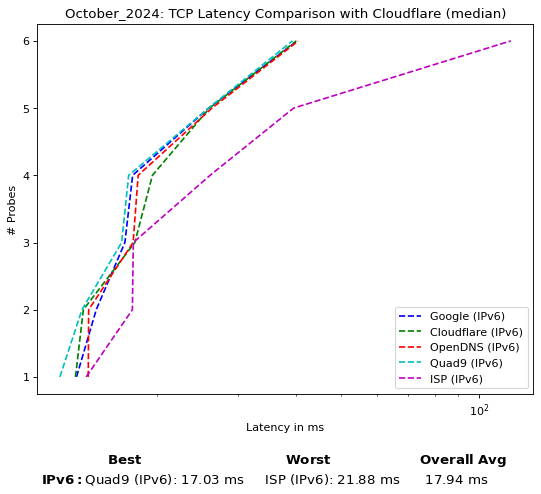 October_2024: TCP Latency Comparison with Cloudflare (median)
6
5
4
3
2
1
# Probes
Google (IPv6)
Cloudflare (IPv6)
OpenDNS (IPv6)
Quad9 (IPv6)
ISP (IPv6)
10²
Latency in ms
Best Worst Overall Avg
IPv6: Quad9 (IPv6): 17.03 ms ISP (IPv6): 21.88 ms 17.94 ms